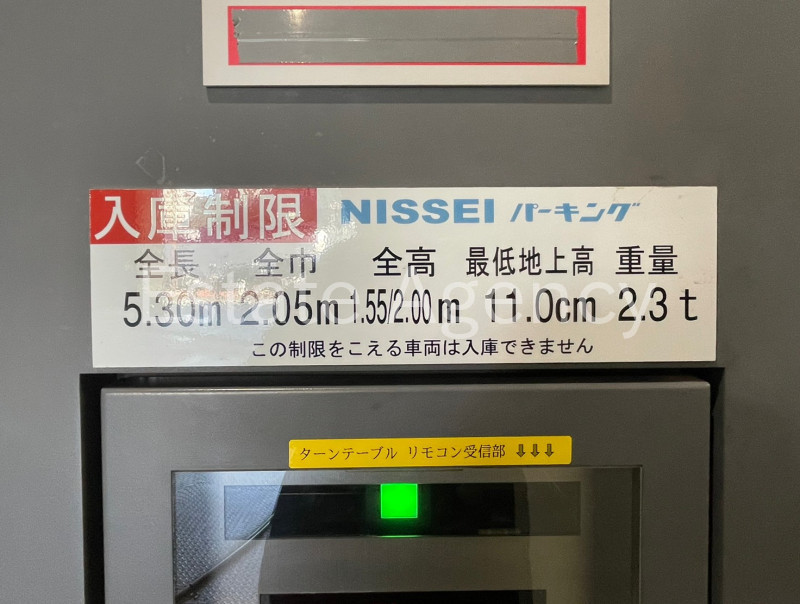 入庫制限 NISSEI パーキング
全長 全巾 全高 最低地上高 重量
5.30m 2.05m 1.55/2.00m 11.0cm 2.3t
Estate Agency
この制限をこえる車両は入庫できません
ターンテーブル リモコン受信部 ⇩⇩⇩